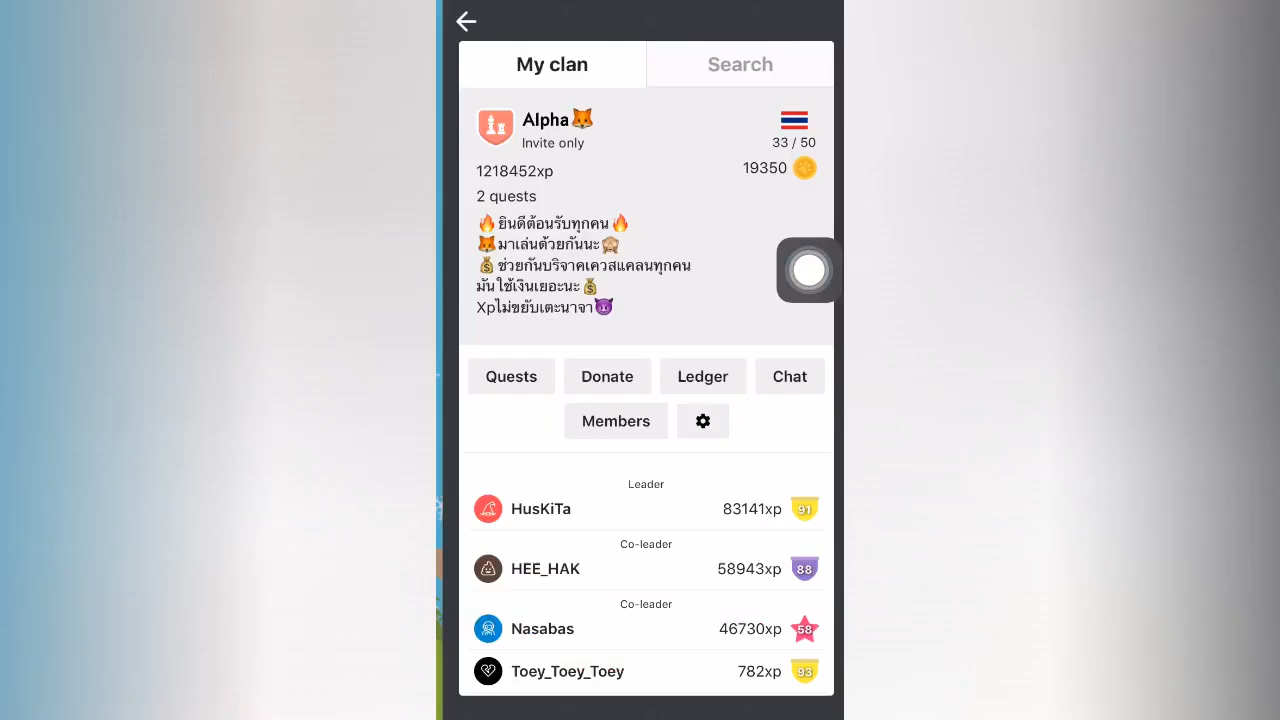 My clan
Search
Alpha🦊
Invite only
33 / 50
1218452xp
19350
2 quests
🔥ยินดีต้อนรับทุกคน🔥
🦊มาเล่นด้วยกันนะ🙈
💰ช่วยกันบริจาคเควสแคลนทุกคน
มันใช้เงินเยอะนะ💰
Xpไม่ขยับเตะนาจา😈
Quests
Donate
Ledger
Chat
Members
Leader
HusKiTa 83141xp 91
Co-leader
HEE_HAK 58943xp 88
Co-leader
Nasabas 46730xp 58
Toey_Toey_Toey 782xp 93